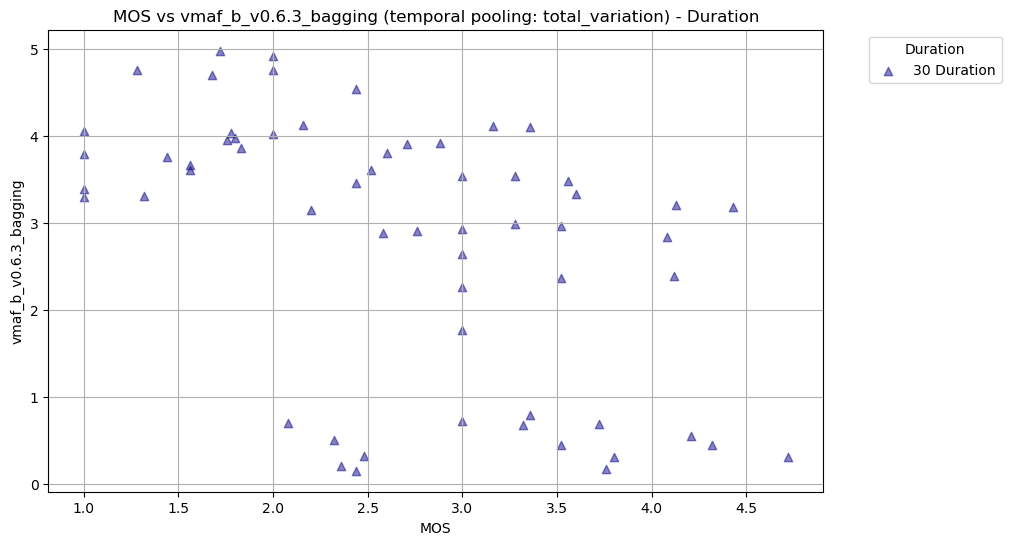 MOS vs vmaf_b_v0.6.3_bagging (temporal pooling: total_variation) - Duration
Duration
30 Duration
vmaf_b_v0.6.3_bagging
5
4
3
2
1
0
1.0 1.5 2.0 2.5 3.0 3.5 4.0 4.5
MOS